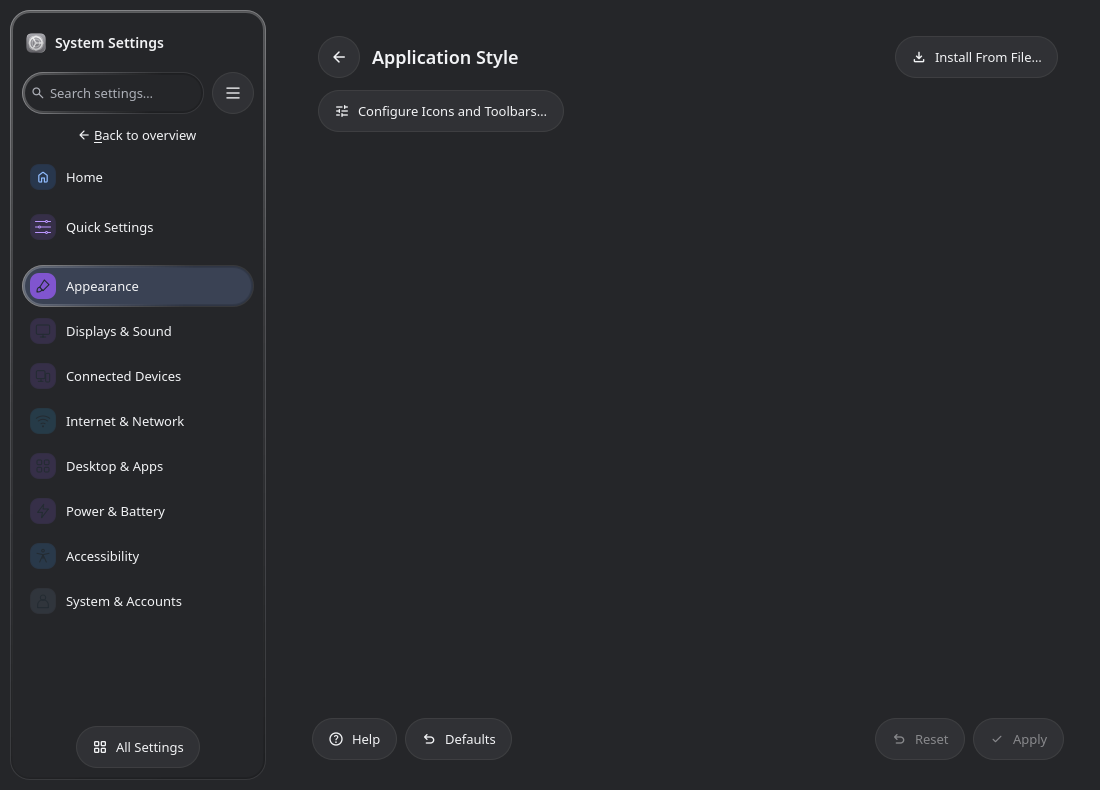 System Settings
Search settings...
Back to overview
Home
Quick Settings
Appearance
Displays & Sound
Connected Devices
Internet & Network
Desktop & Apps
Power & Battery
Accessibility
System & Accounts
All Settings
Application Style
Install From File...
Configure Icons and Toolbars...
Help
Defaults
Reset
Apply